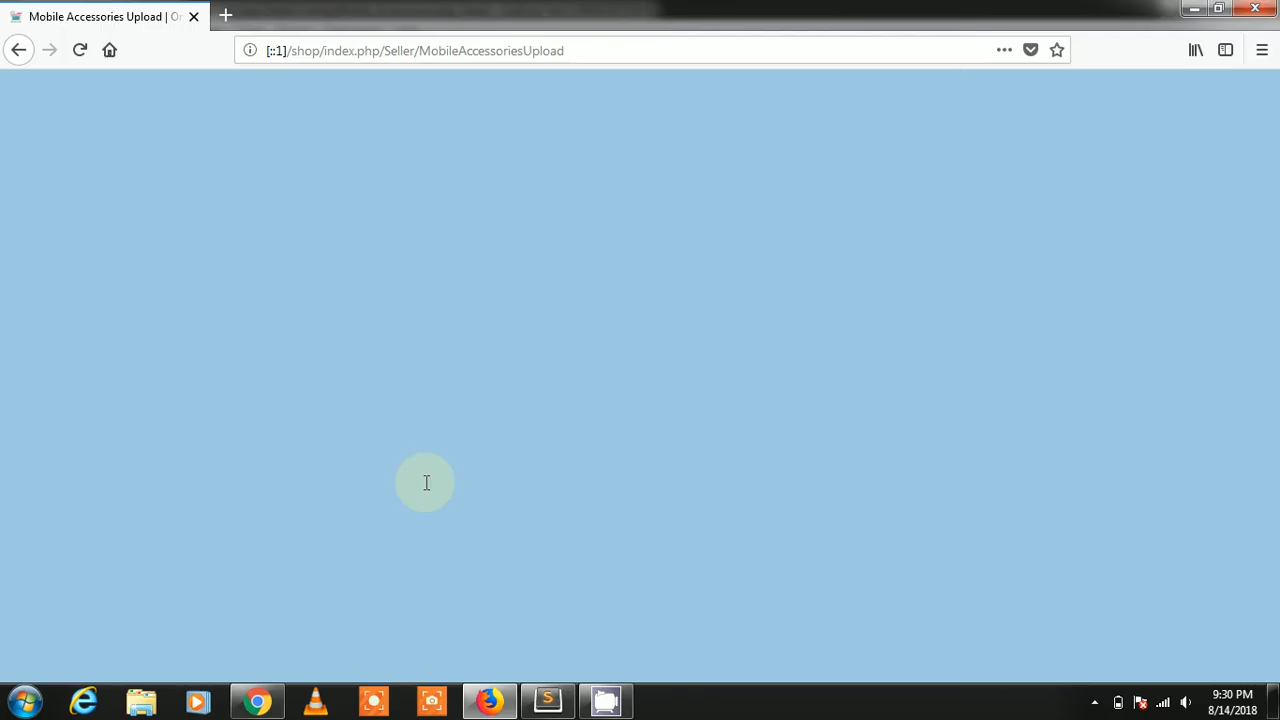 Mobile Accessories Upload | O
[::1]/shop/index.php/Seller/MobileAccessoriesUpload
9:30 PM
8/14/2018